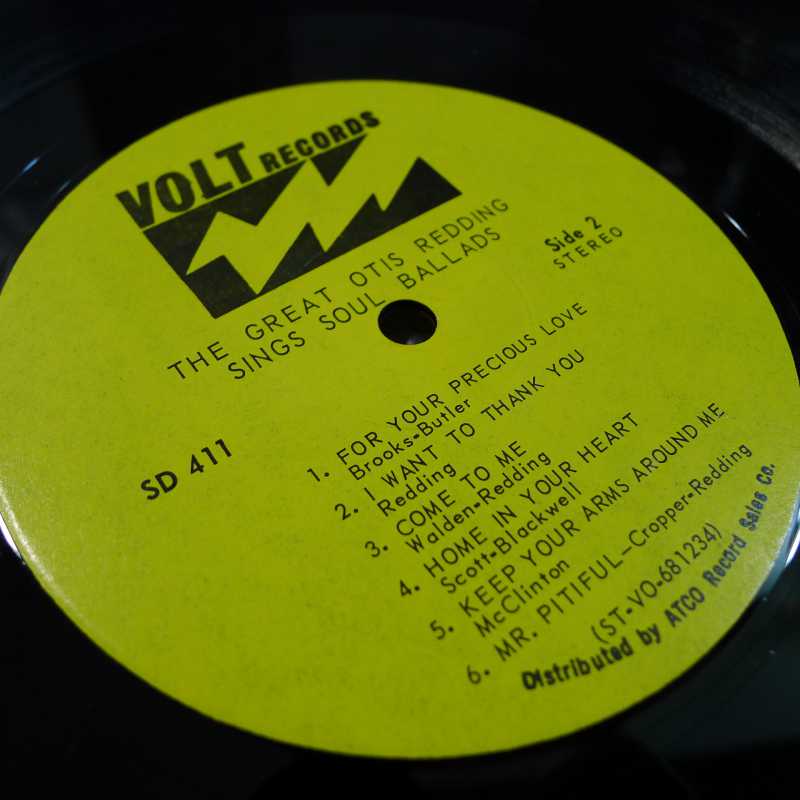 VOLT RECORDS
THE GREAT OTIS REDDING
SINGS SOUL BALLADS
Side 2
STEREO
SD 411
1. FOR YOUR PRECIOUS LOVE
Brooks-Butler
2. I WANT TO THANK YOU
Redding
3. COME TO ME
Walden-Redding
4. HOME IN YOUR HEART
Scott-Blackwell
5. KEEP YOUR ARMS AROUND ME
McClinton
6. MR. PITIFUL—Cropper-Redding
(ST-VO-681234)
Distributed by ATCO Record Sales Co.